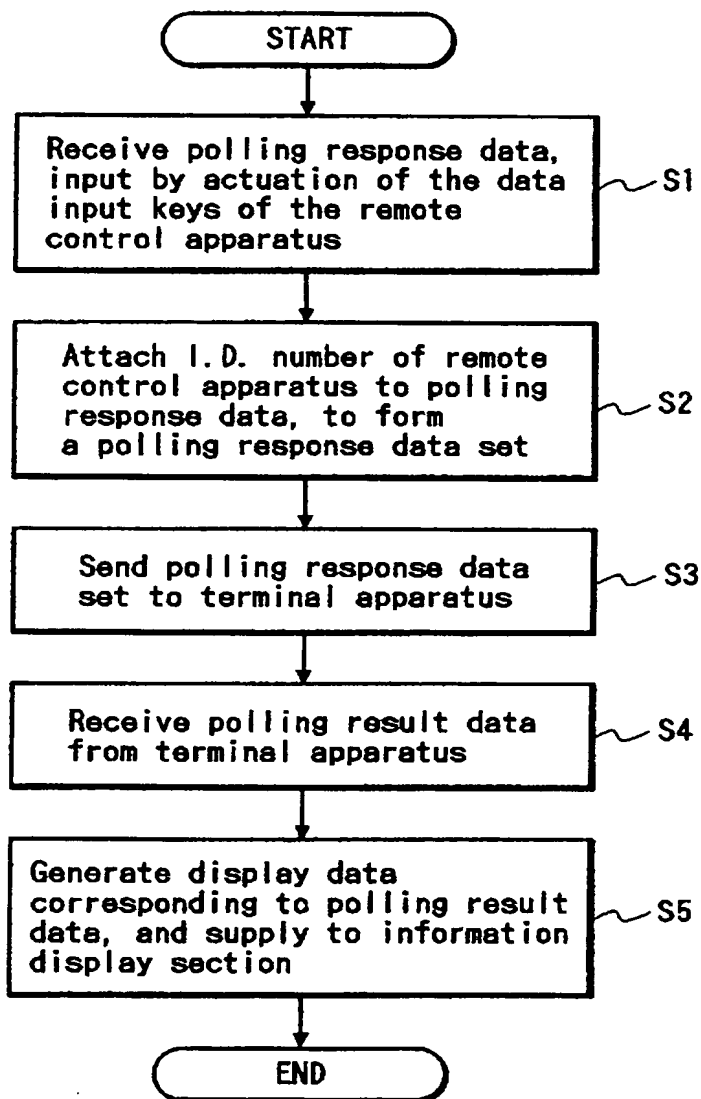 START
Receive polling response data,
input by actuation of the data
input keys of the remote
control apparatus
S1
Attach I.D. number of remote
control apparatus to polling
response data, to form
a polling response data set
S2
Send polling response data
set to terminal apparatus
S3
Receive polling result data
from terminal apparatus
S4
Generate display data
corresponding to polling result
data, and supply to information
display section
S5
END